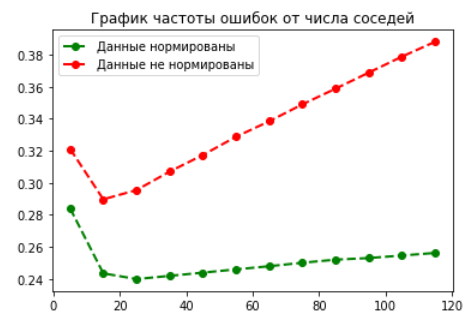 График частоты ошибок от числа соседей
Данные нормированы
Данные не нормированы
0.38
0.36
0.34
0.32
0.30
0.28
0.26
0.24
0 20 40 60 80 100 120